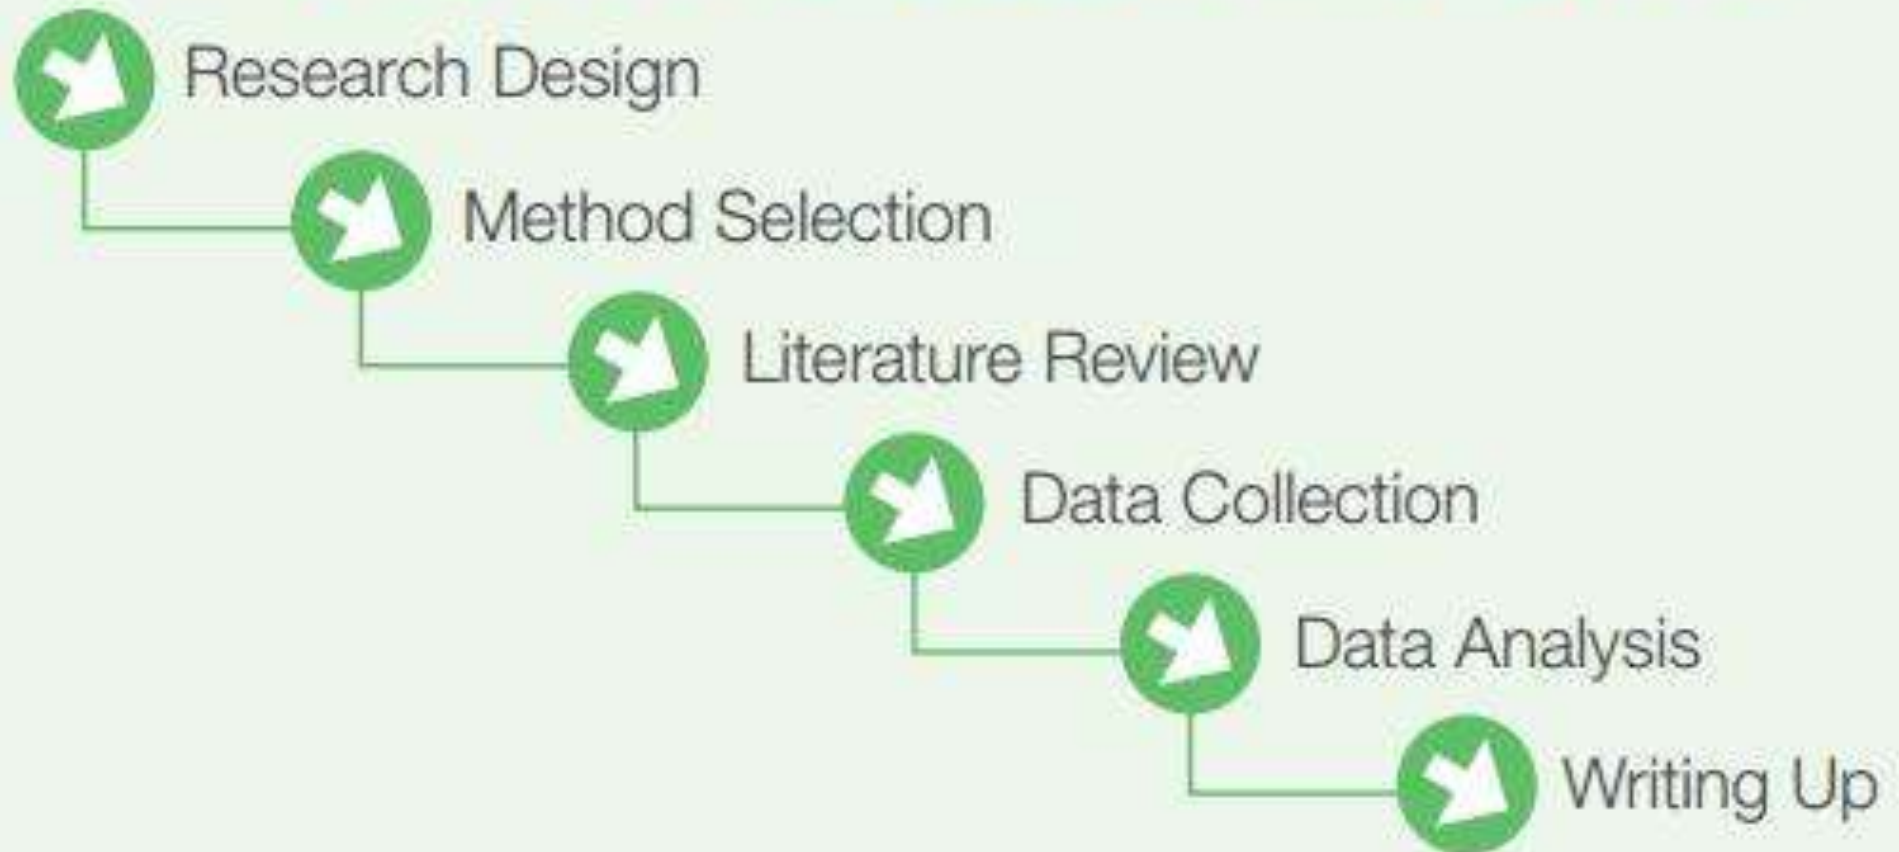 Research Design
Method Selection
Literature Review
Data Collection
Data Analysis
Writing Up